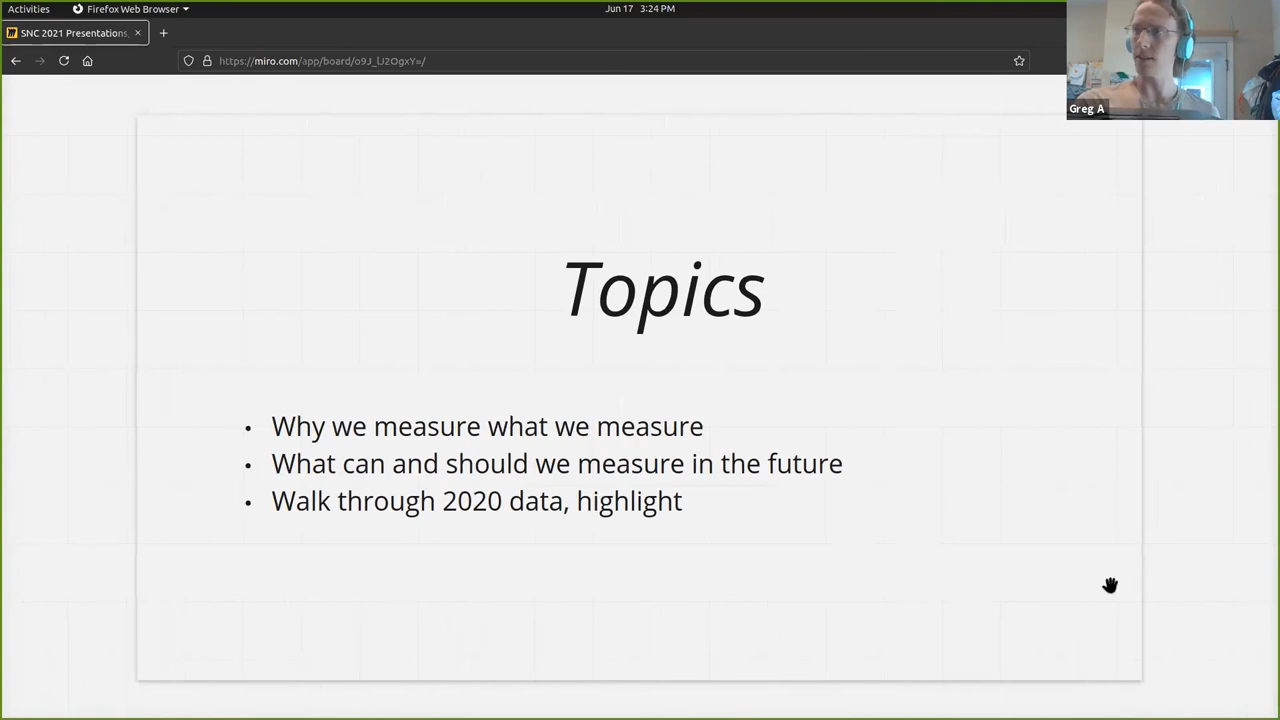 Activities
Firefox Web Browser
Jun 17 3:24 PM
SNC 2021 Presentations,
https://miro.com/app/board/o9J_lJ2OgxY=/
Greg A
Topics
• Why we measure what we measure
• What can and should we measure in the future
• Walk through 2020 data, highlight